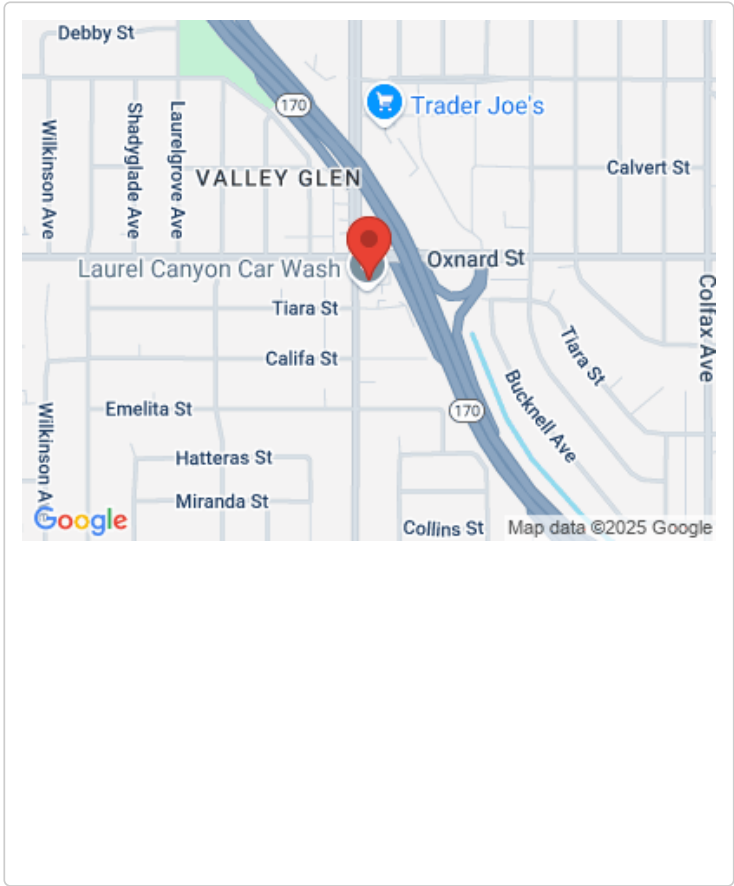 Debby St
170
Trader Joe's
Wilkinson Ave
Shadyglade Ave
Laurelgrove Ave
VALLEY GLEN
Calvert St
Laurel Canyon Car Wash
Oxnard St
Tiara St
Colfax Ave
Califa St
Tiara St
Bucknell Ave
Emelita St
170
Wilkinson A
Hatteras St
Miranda St
Google
Collins St
Map data ©2025 Google